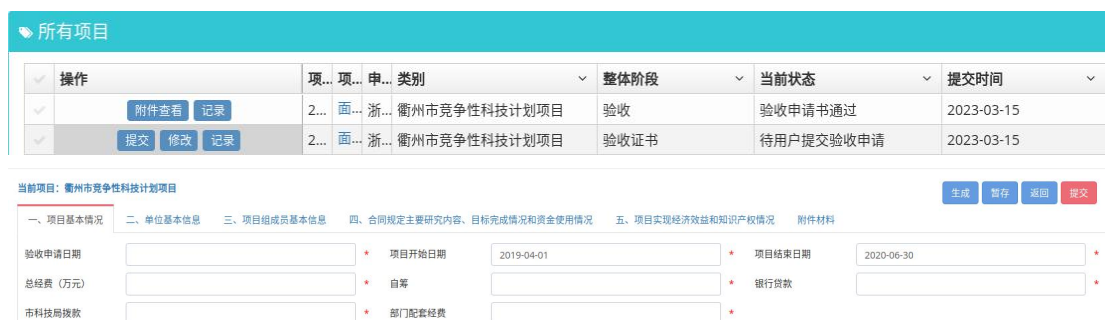 所有项目
操作 项... 项... 申... 类别 整体阶段 当前状态 提交时间
附件查看 记录 2... 面... 浙... 衢州市竞争性科技计划项目 验收 验收申请书通过 2023-03-15
提交 修改 记录 2... 面... 浙... 衢州市竞争性科技计划项目 验收证书 待用户提交验收申请 2023-03-15
当前项目：衢州市竞争性科技计划项目 生成 暂存 返回 提交
一、项目基本情况 二、单位基本信息 三、项目组成员基本信息 四、合同规定主要研究内容、目标完成情况和资金使用情况 五、项目实现经济效益和知识产权情况 附件材料
验收申请日期 * 项目开始日期 2019-04-01 * 项目结束日期 2020-06-30 *
总经费（万元） * 自筹 * 银行贷款 *
市科技局拨款 * 部门配套经费 *